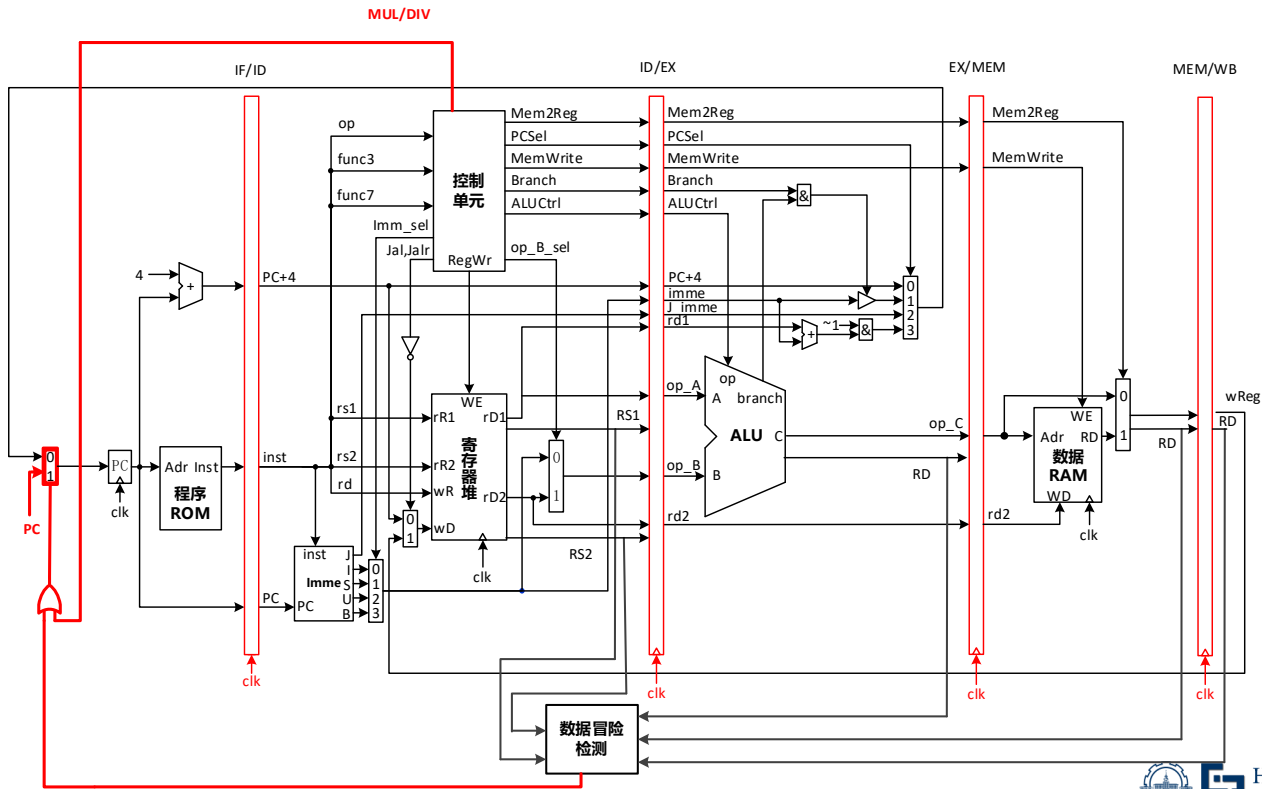 MUL/DIV
IF/ID
ID/EX
EX/MEM
MEM/WB
op
func3
func7
控制
单元
Imm_sel
Jal,Jalr
RegWr
op_B_sel
Mem2Reg
PCSel
MemWrite
Branch
ALUCtrl
Mem2Reg
PCSel
MemWrite
Branch
ALUCtrl
&
Mem2Reg
MemWrite
4
+
PC+4
PC+4
imme
J_imme
rd1
+
~1
&
0
1
2
3
0
1
PC
PC
clk
Adr Inst
程序
ROM
inst
rs1
rs2
rd
WE
rR1
rR2
wR
wD
rD1
rD2
寄
存
器
堆
clk
0
1
RS1
RS2
0
1
op_A
op_B
rd2
op
A
B
branch
ALU
C
op_C
RD
rd2
WE
Adr
RD
数据
RAM
WD
clk
0
1
RD
wReg
RD
PC
inst
Imme
PC
J
I
S
U
B
0
1
2
3
clk
clk
clk
clk
数据冒险
检测
H